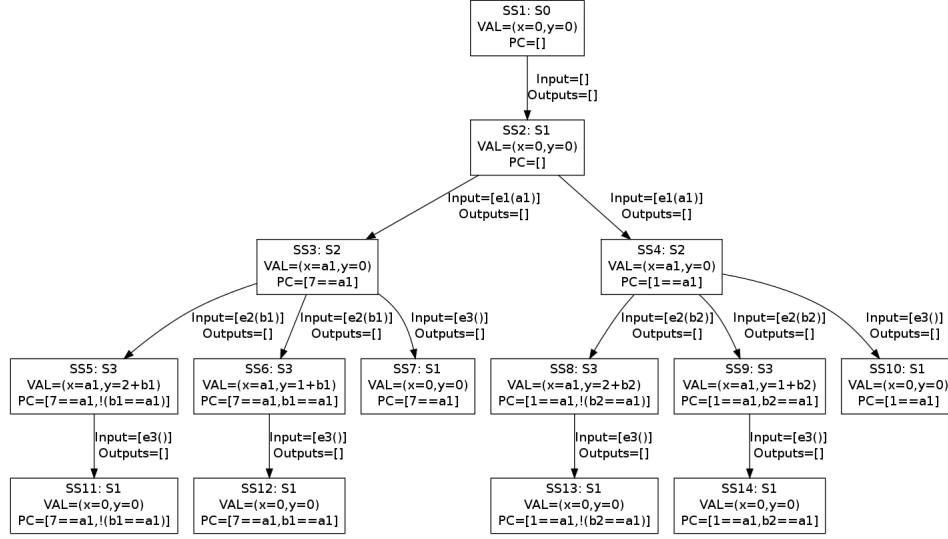 SS1: S0
VAL=(x=0,y=0)
PC=[]
Input=[]
Outputs=[]
SS2: S1
VAL=(x=0,y=0)
PC=[]
Input=[e1(a1)]
Outputs=[]
Input=[e1(a1)]
Outputs=[]
SS3: S2
VAL=(x=a1,y=0)
PC=[7==a1]
SS4: S2
VAL=(x=a1,y=0)
PC=[1==a1]
Input=[e2(b1)]
Outputs=[]
Input=[e2(b1)]
Outputs=[]
Input=[e3()]
Outputs=[]
Input=[e2(b2)]
Outputs=[]
Input=[e2(b2)]
Outputs=[]
Input=[e3()]
Outputs=[]
SS5: S3
VAL=(x=a1,y=2+b1)
PC=[7==a1,!(b1==a1)]
SS6: S3
VAL=(x=a1,y=1+b1)
PC=[7==a1,b1==a1]
SS7: S1
VAL=(x=0,y=0)
PC=[7==a1]
SS8: S3
VAL=(x=a1,y=2+b2)
PC=[1==a1,!(b2==a1)]
SS9: S3
VAL=(x=a1,y=1+b2)
PC=[1==a1,b2==a1]
SS10: S1
VAL=(x=0,y=0)
PC=[1==a1]
Input=[e3()]
Outputs=[]
Input=[e3()]
Outputs=[]
Input=[e3()]
Outputs=[]
Input=[e3()]
Outputs=[]
SS11: S1
VAL=(x=0,y=0)
PC=[7==a1,!(b1==a1)]
SS12: S1
VAL=(x=0,y=0)
PC=[7==a1,b1==a1]
SS13: S1
VAL=(x=0,y=0)
PC=[1==a1,!(b2==a1)]
SS14: S1
VAL=(x=0,y=0)
PC=[1==a1,b2==a1]